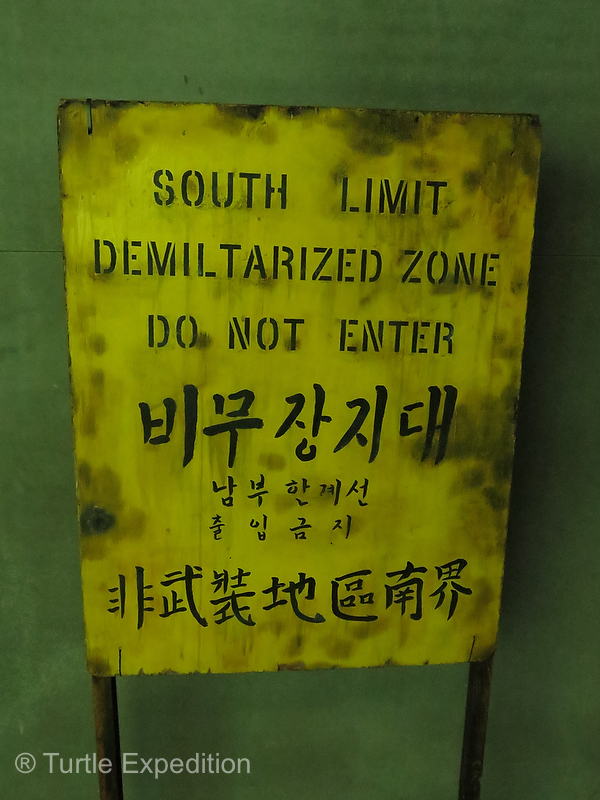 SOUTH LIMIT
DEMILTARIZED ZONE
DO NOT ENTER
비무장지대
남부한계선
출입금지
非武裝地區南界
® Turtle Expedition